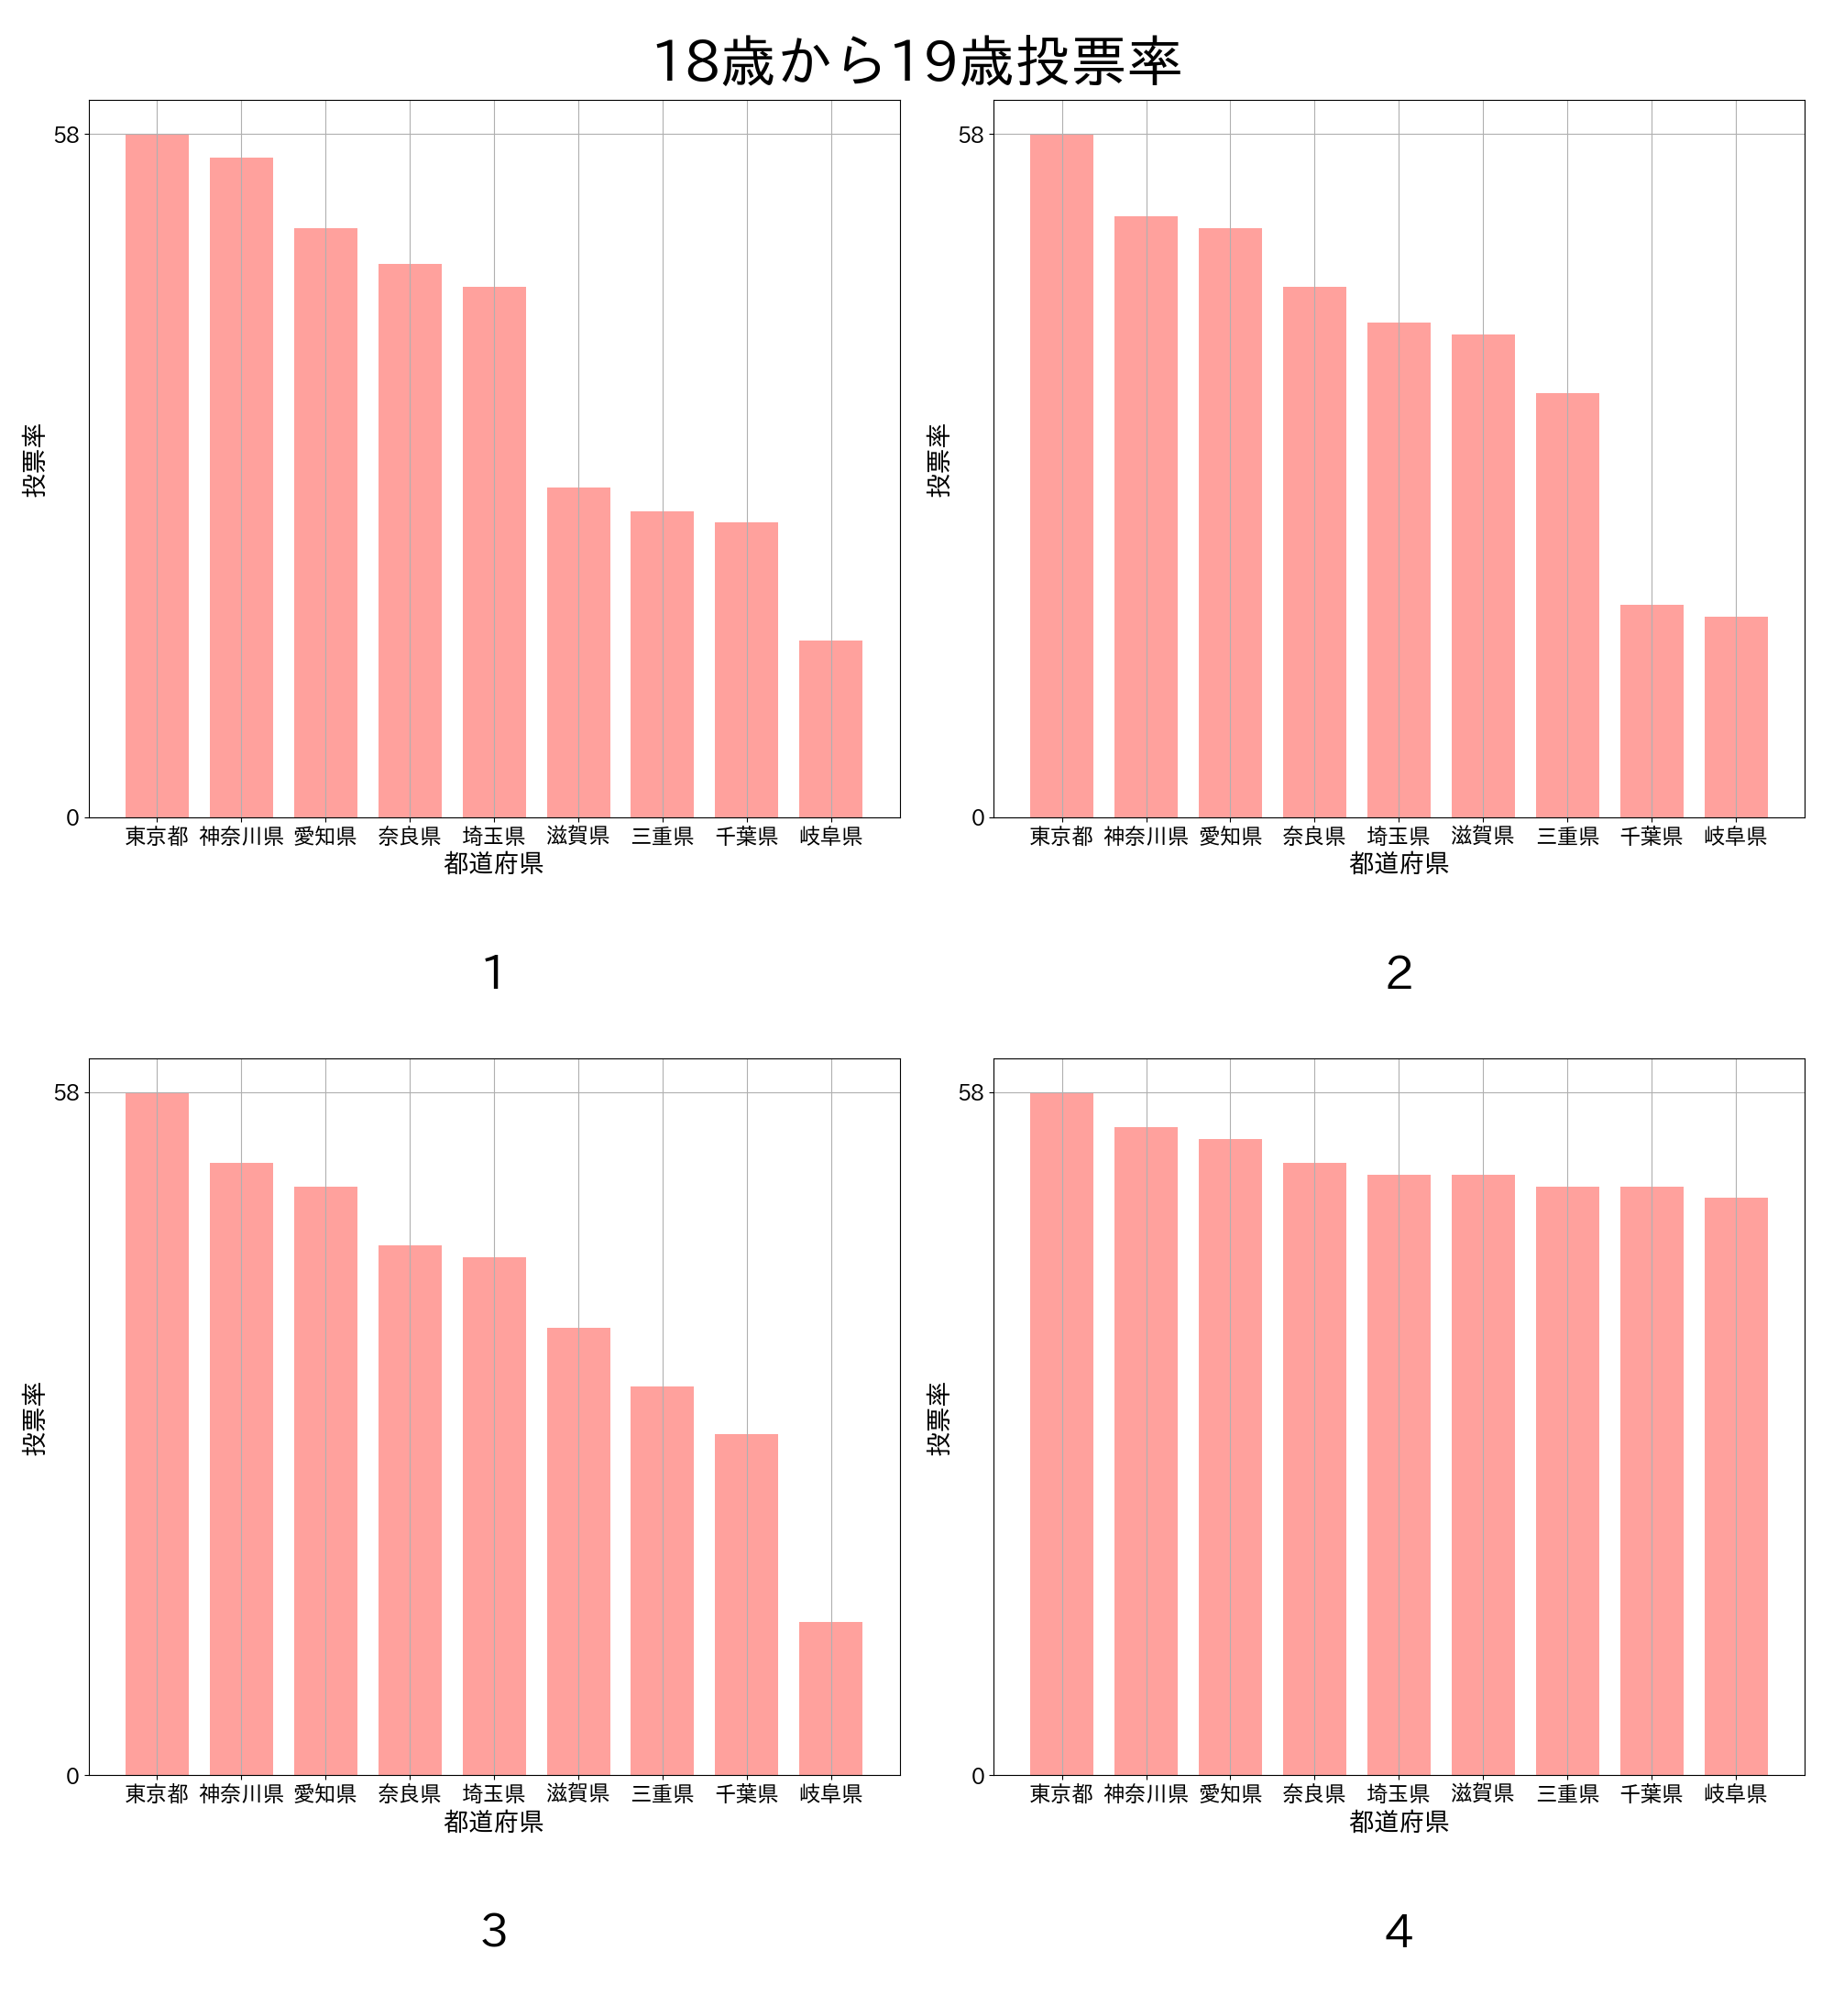 18歳から19歳投票率
58
0
投票率
東京都 神奈川県 愛知県 奈良県 埼玉県 滋賀県 三重県 千葉県 岐阜県
都道府県
1
58
0
投票率
東京都 神奈川県 愛知県 奈良県 埼玉県 滋賀県 三重県 千葉県 岐阜県
都道府県
2
58
0
投票率
東京都 神奈川県 愛知県 奈良県 埼玉県 滋賀県 三重県 千葉県 岐阜県
都道府県
3
58
0
投票率
東京都 神奈川県 愛知県 奈良県 埼玉県 滋賀県 三重県 千葉県 岐阜県
都道府県
4